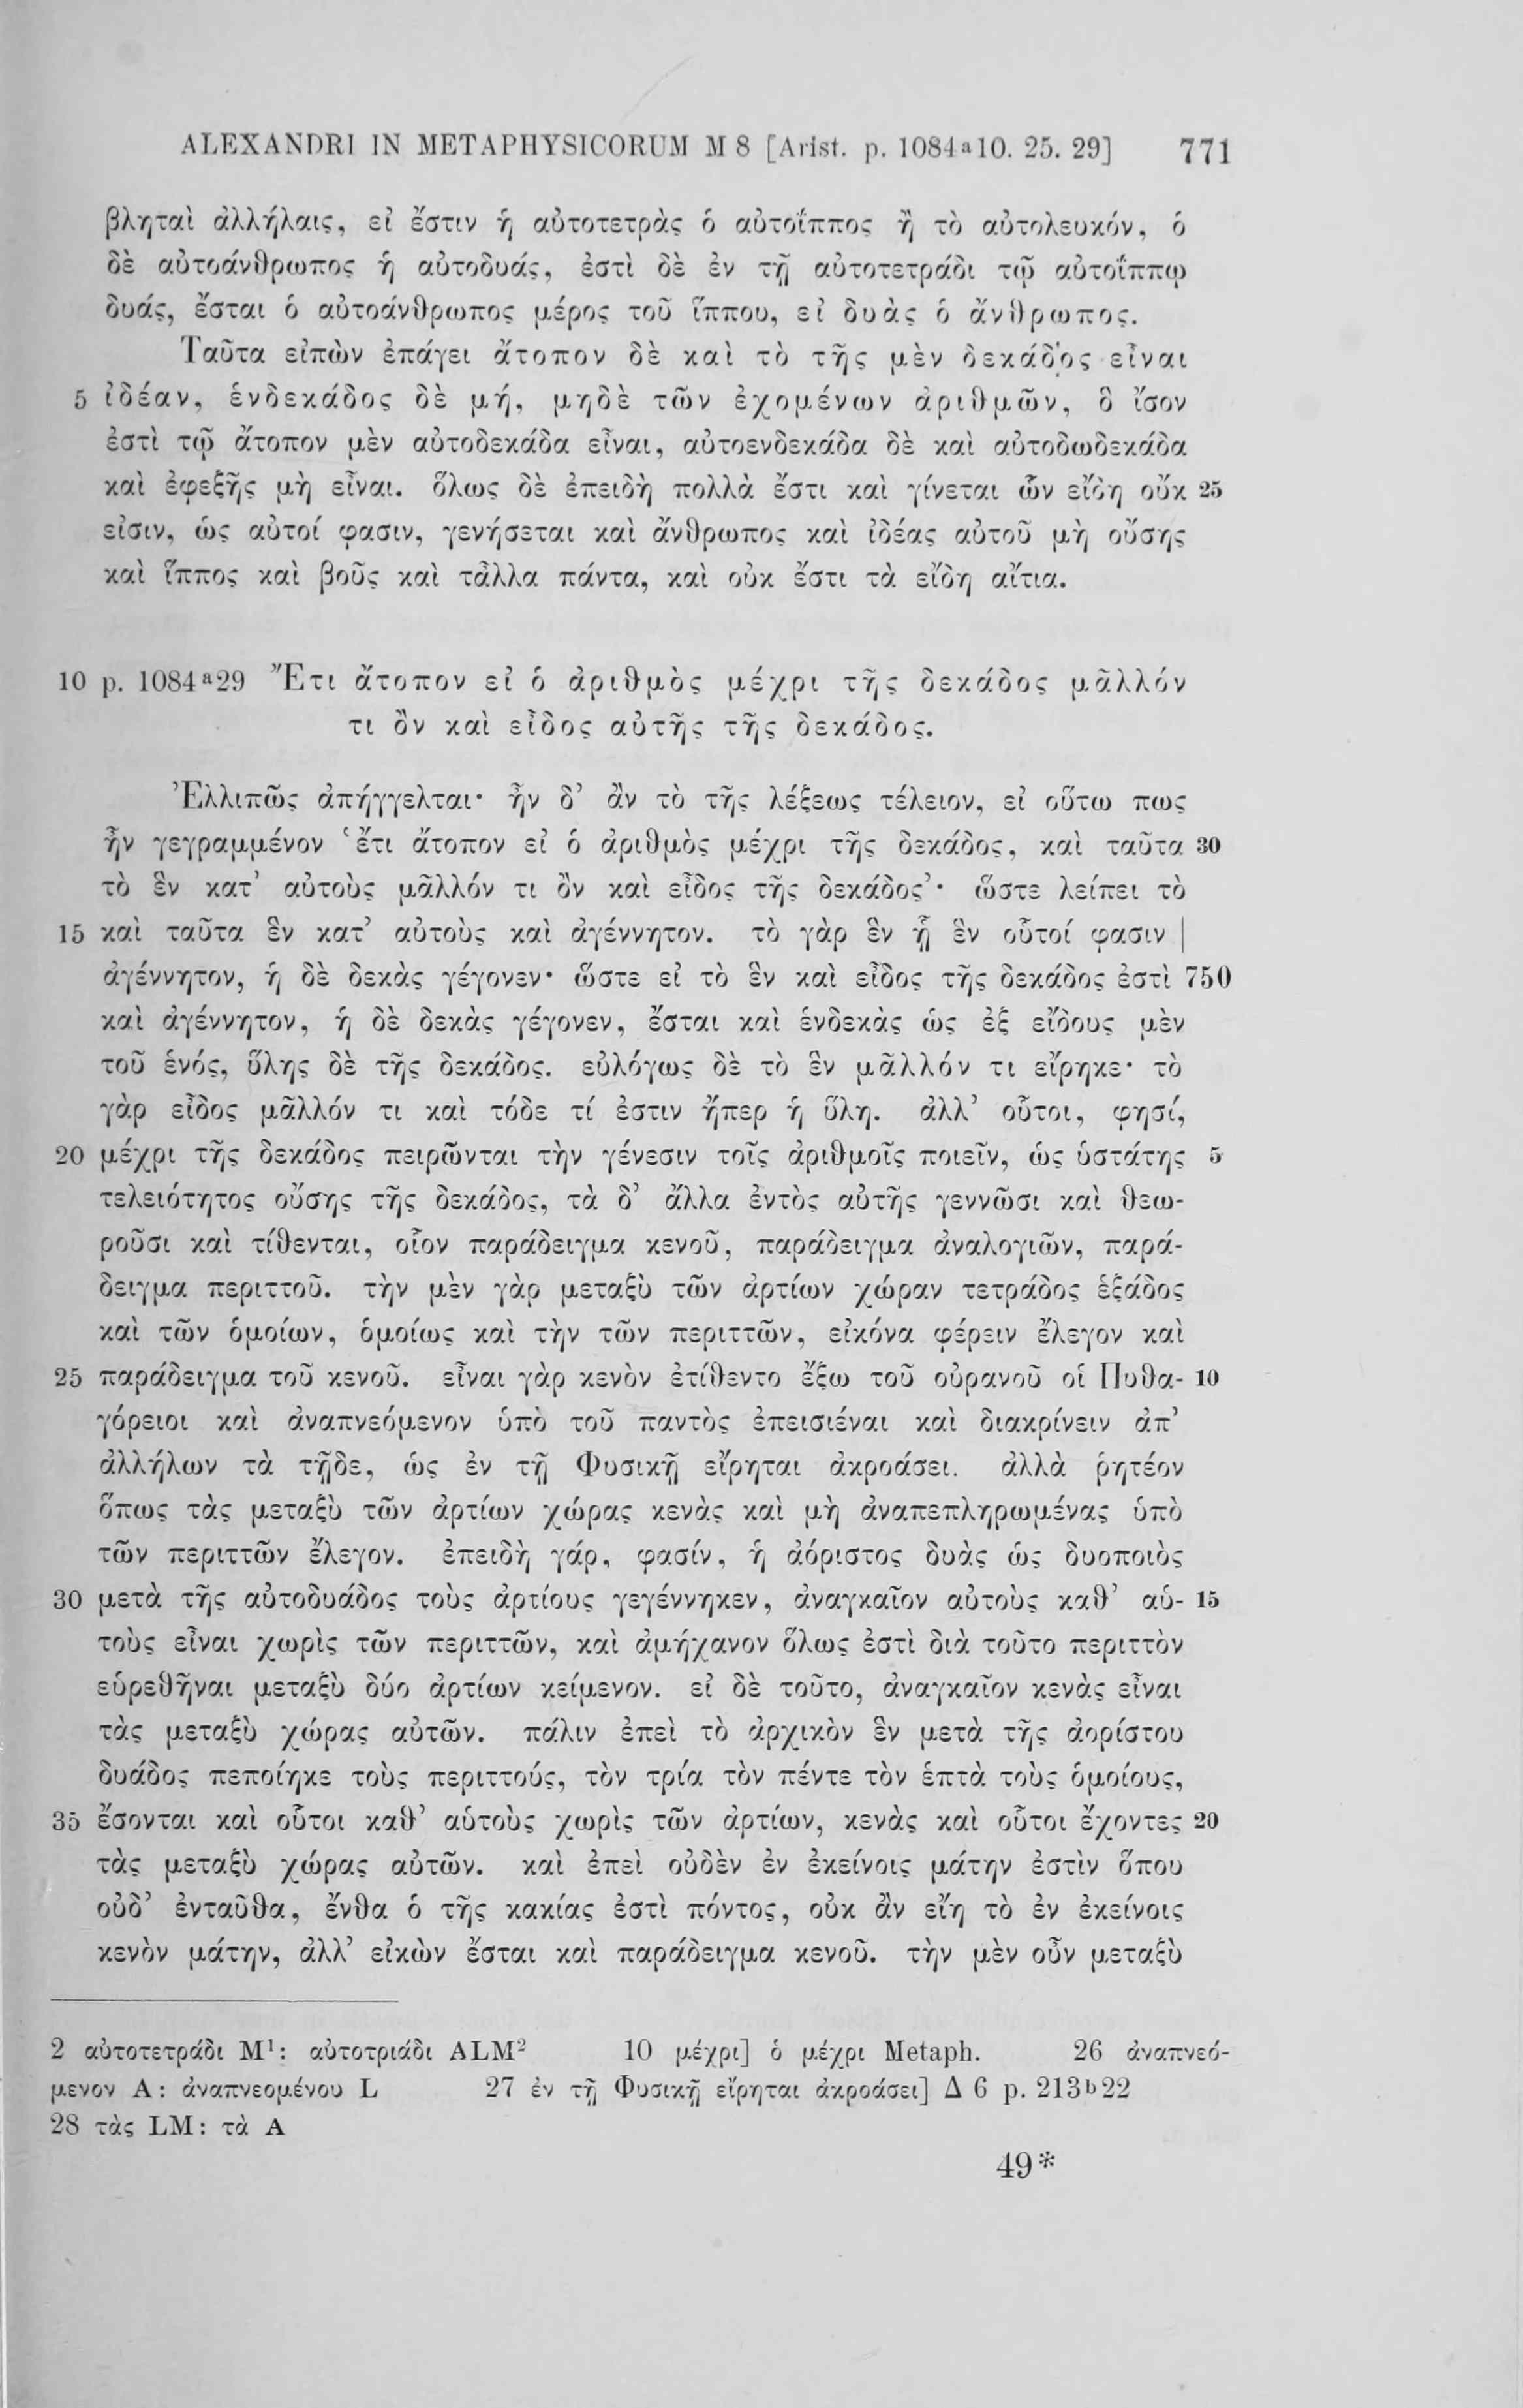 ALEXANDRI IN METAPHYSICORUM M 8 [Arist. p. 1084ᵃ10. 25. 29] 771
βληταὶ ἀλλήλαις, εἰ ἔστιν ἡ αὐτοτετρὰς ὁ αὐτοΐππος ἢ τὸ αὐτολευκόν, ὁ
δὲ αὐτοάνθρωπος ἡ αὐτοδυάς, ἐστὶ δὲ ἐν τῇ αὐτοτετράδι τῷ αὐτοΐππῳ
δυάς, ἔσται ὁ αὐτοάνθρωπος μέρος τοῦ ἵππου, εἰ δυὰς ὁ ἄνθρωπος.
Ταῦτα εἰπὼν ἐπάγει ἄτοπον δὲ καὶ τὸ τῆς μὲν δεκάδος εἶναι
5 ἰδέαν, ἑνδεκάδος δὲ μή, μηδὲ τῶν ἐχομένων ἀριθμῶν, ὃ ἴσον
ἐστὶ τῷ ἄτοπον μὲν αὐτοδεκάδα εἶναι, αὐτοενδεκάδα δὲ καὶ αὐτοδωδεκάδα
καὶ ἐφεξῆς μὴ εἶναι. ὅλως δὲ ἐπειδὴ πολλὰ ἔστι καὶ γίνεται ὧν εἴδη οὔκ 25
εἰσιν, ὡς αὐτοί φασιν, γενήσεται καὶ ἄνθρωπος καὶ ἰδέας αὐτοῦ μὴ οὔσης
καὶ ἵππος καὶ βοῦς καὶ τἆλλα πάντα, καὶ οὐκ ἔστι τὰ εἴδη αἴτια.
10 p. 1084ᵃ29 Ἔτι ἄτοπον εἰ ὁ ἀριθμὸς μέχρι τῆς δεκάδος μᾶλλόν
τι ὂν καὶ εἶδος αὐτῆς τῆς δεκάδος.
Ἐλλιπῶς ἀπήγγελται· ἦν δ’ ἂν τὸ τῆς λέξεως τέλειον, εἰ οὕτω πως
ἦν γεγραμμένον ‘ἔτι ἄτοπον εἰ ὁ ἀριθμὸς μέχρι τῆς δεκάδος, καὶ ταῦτα 30
τὸ ἓν κατ’ αὐτοὺς μᾶλλόν τι ὂν καὶ εἶδος τῆς δεκάδος’· ὥστε λείπει τὸ
15 καὶ ταῦτα ἓν κατ’ αὐτοὺς καὶ ἀγέννητον. τὸ γὰρ ἓν ᾗ ἓν οὗτοί φασιν |
ἀγέννητον, ἡ δὲ δεκὰς γέγονεν· ὥστε εἰ τὸ ἓν καὶ εἶδος τῆς δεκάδος ἐστὶ 750
καὶ ἀγέννητον, ἡ δὲ δεκὰς γέγονεν, ἔσται καὶ ἑνδεκὰς ὡς ἐξ εἴδους μὲν
τοῦ ἑνός, ὕλης δὲ τῆς δεκάδος. εὐλόγως δὲ τὸ ἓν μᾶλλόν τι εἴρηκε· τὸ
γὰρ εἶδος μᾶλλόν τι καὶ τόδε τί ἐστιν ἤπερ ἡ ὕλη. ἀλλ’ οὗτοι, φησί,
20 μέχρι τῆς δεκάδος πειρῶνται τὴν γένεσιν τοῖς ἀριθμοῖς ποιεῖν, ὡς ὑστάτης 5
τελειότητος οὔσης τῆς δεκάδος, τὰ δ’ ἄλλα ἐντὸς αὐτῆς γεννῶσι καὶ θεω-
ροῦσι καὶ τίθενται, οἷον παράδειγμα κενοῦ, παράδειγμα ἀναλογιῶν, παρά-
δειγμα περιττοῦ. τὴν μὲν γὰρ μεταξὺ τῶν ἀρτίων χώραν τετράδος ἑξάδος
καὶ τῶν ὁμοίων, ὁμοίως καὶ τὴν τῶν περιττῶν, εἰκόνα φέρειν ἔλεγον καὶ
25 παράδειγμα τοῦ κενοῦ. εἶναι γὰρ κενὸν ἐτίθεντο ἔξω τοῦ οὐρανοῦ οἱ Πυθα- 10
γόρειοι καὶ ἀναπνεόμενον ὑπὸ τοῦ παντὸς ἐπεισιέναι καὶ διακρίνειν ἀπ’
ἀλλήλων τὰ τῇδε, ὡς ἐν τῇ Φυσικῇ εἴρηται ἀκροάσει. ἀλλὰ ῥητέον
ὅπως τὰς μεταξὺ τῶν ἀρτίων χώρας κενὰς καὶ μὴ ἀναπεπληρωμένας ὑπὸ
τῶν περιττῶν ἔλεγον. ἐπειδὴ γάρ, φασίν, ἡ ἀόριστος δυὰς ὡς δυοποιὸς
30 μετὰ τῆς αὐτοδυάδος τοὺς ἀρτίους γεγέννηκεν, ἀναγκαῖον αὐτοὺς καθ’ αὑ- 15
τοὺς εἶναι χωρὶς τῶν περιττῶν, καὶ ἀμήχανον ὅλως ἐστὶ διὰ τοῦτο περιττὸν
εὑρεθῆναι μεταξὺ δύο ἀρτίων κείμενον. εἰ δὲ τοῦτο, ἀναγκαῖον κενὰς εἶναι
τὰς μεταξὺ χώρας αὐτῶν. πάλιν ἐπεὶ τὸ ἀρχικὸν ἓν μετὰ τῆς ἀορίστου
δυάδος πεποίηκε τοὺς περιττούς, τὸν τρία τὸν πέντε τὸν ἑπτὰ τοὺς ὁμοίους,
35 ἔσονται καὶ οὗτοι καθ’ αὑτοὺς χωρὶς τῶν ἀρτίων, κενὰς καὶ οὗτοι ἔχοντες 20
τὰς μεταξὺ χώρας αὐτῶν. καὶ ἐπεὶ οὐδὲν ἐν ἐκείνοις μάτην ἐστὶν ὅπου
οὐδ’ ἐνταῦθα, ἔνθα ὁ τῆς κακίας ἐστὶ πόντος, οὐκ ἂν εἴη τὸ ἐν ἐκείνοις
κενὸν μάτην, ἀλλ’ εἰκὼν ἔσται καὶ παράδειγμα κενοῦ. τὴν μὲν οὖν μεταξὺ
2 αὐτοτετράδι M¹: αὐτοτριάδι ALM² 10 μέχρι] ὁ μέχρι Metaph. 26 ἀναπνεό-
μενον A: ἀναπνεομένου L 27 ἐν τῇ Φυσικῇ εἴρηται ἀκροάσει] Δ 6 p. 213ᵇ22
28 τὰς LM: τὰ A
49*